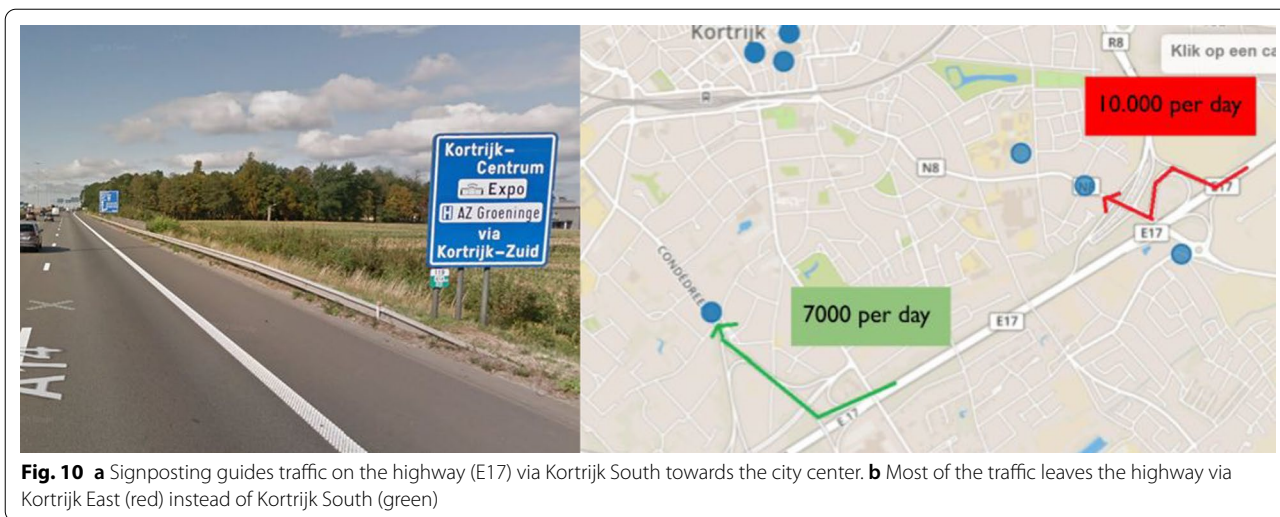 Kortrijk-
Centrum
Expo
H AZ Groeninge
via
Kortrijk-Zuid
A14
Kortrijk
R8
Klik op een ca
10.000 per day
N8
N8
E17
E17
CONDEDREE
7000 per day
E17
E 17
Fig. 10 a Signposting guides traffic on the highway (E17) via Kortrijk South towards the city center. b Most of the traffic leaves the highway via
Kortrijk East (red) instead of Kortrijk South (green)